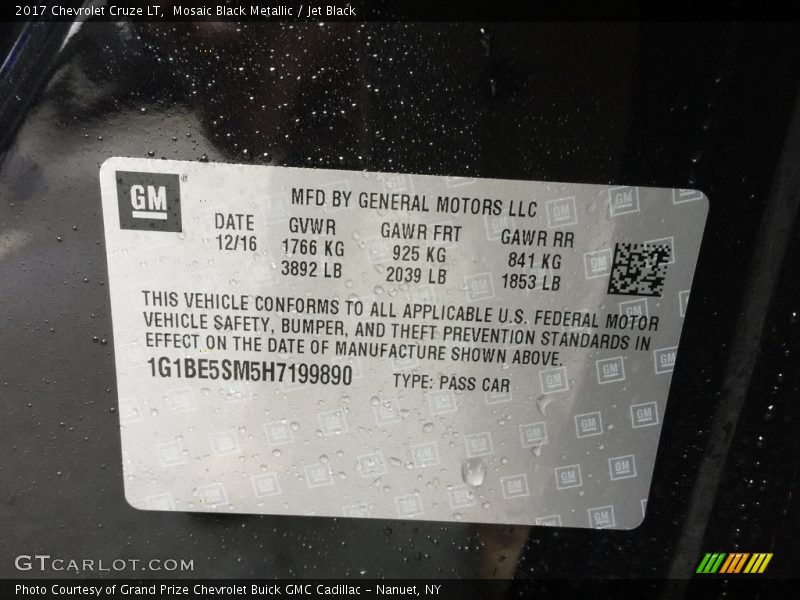 2017 Chevrolet Cruze LT, Mosaic Black Metallic / Jet Black
GM
MFD BY GENERAL MOTORS LLC
DATE GVWR GAWR FRT GAWR RR
12/16 1766 KG 925 KG 841 KG
3892 LB 2039 LB 1853 LB
THIS VEHICLE CONFORMS TO ALL APPLICABLE U.S. FEDERAL MOTOR
VEHICLE SAFETY, BUMPER, AND THEFT PREVENTION STANDARDS IN
EFFECT ON THE DATE OF MANUFACTURE SHOWN ABOVE.
1G1BE5SM5H7199890 TYPE: PASS CAR
GTCARLOT.COM
Photo Courtesy of Grand Prize Chevrolet Buick GMC Cadillac – Nanuet, NY